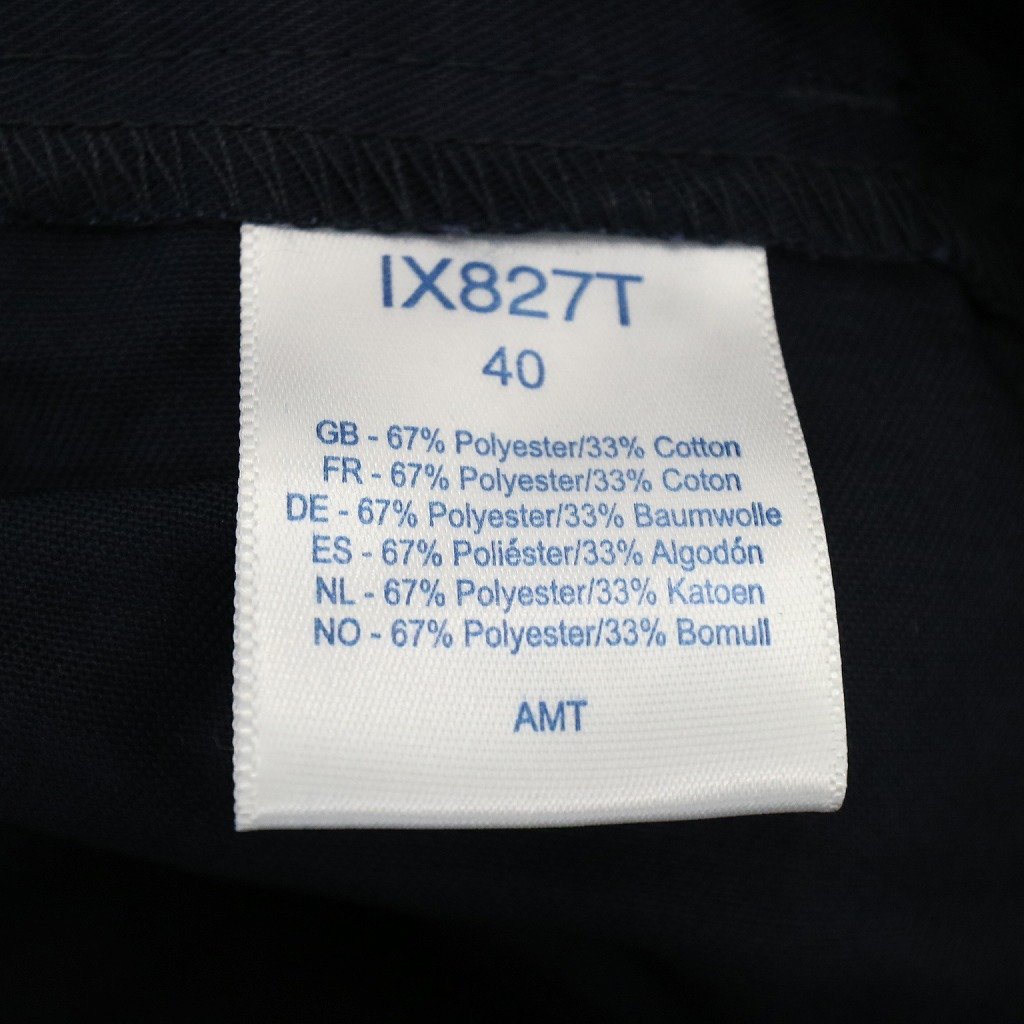 IX827T
40
GB - 67% Polyester/33% Cotton
FR - 67% Polyester/33% Coton
DE - 67% Polyester/33% Baumwolle
ES - 67% Poliéster/33% Algodón
NL - 67% Polyester/33% Katoen
NO - 67% Polyester/33% Bomull
AMT